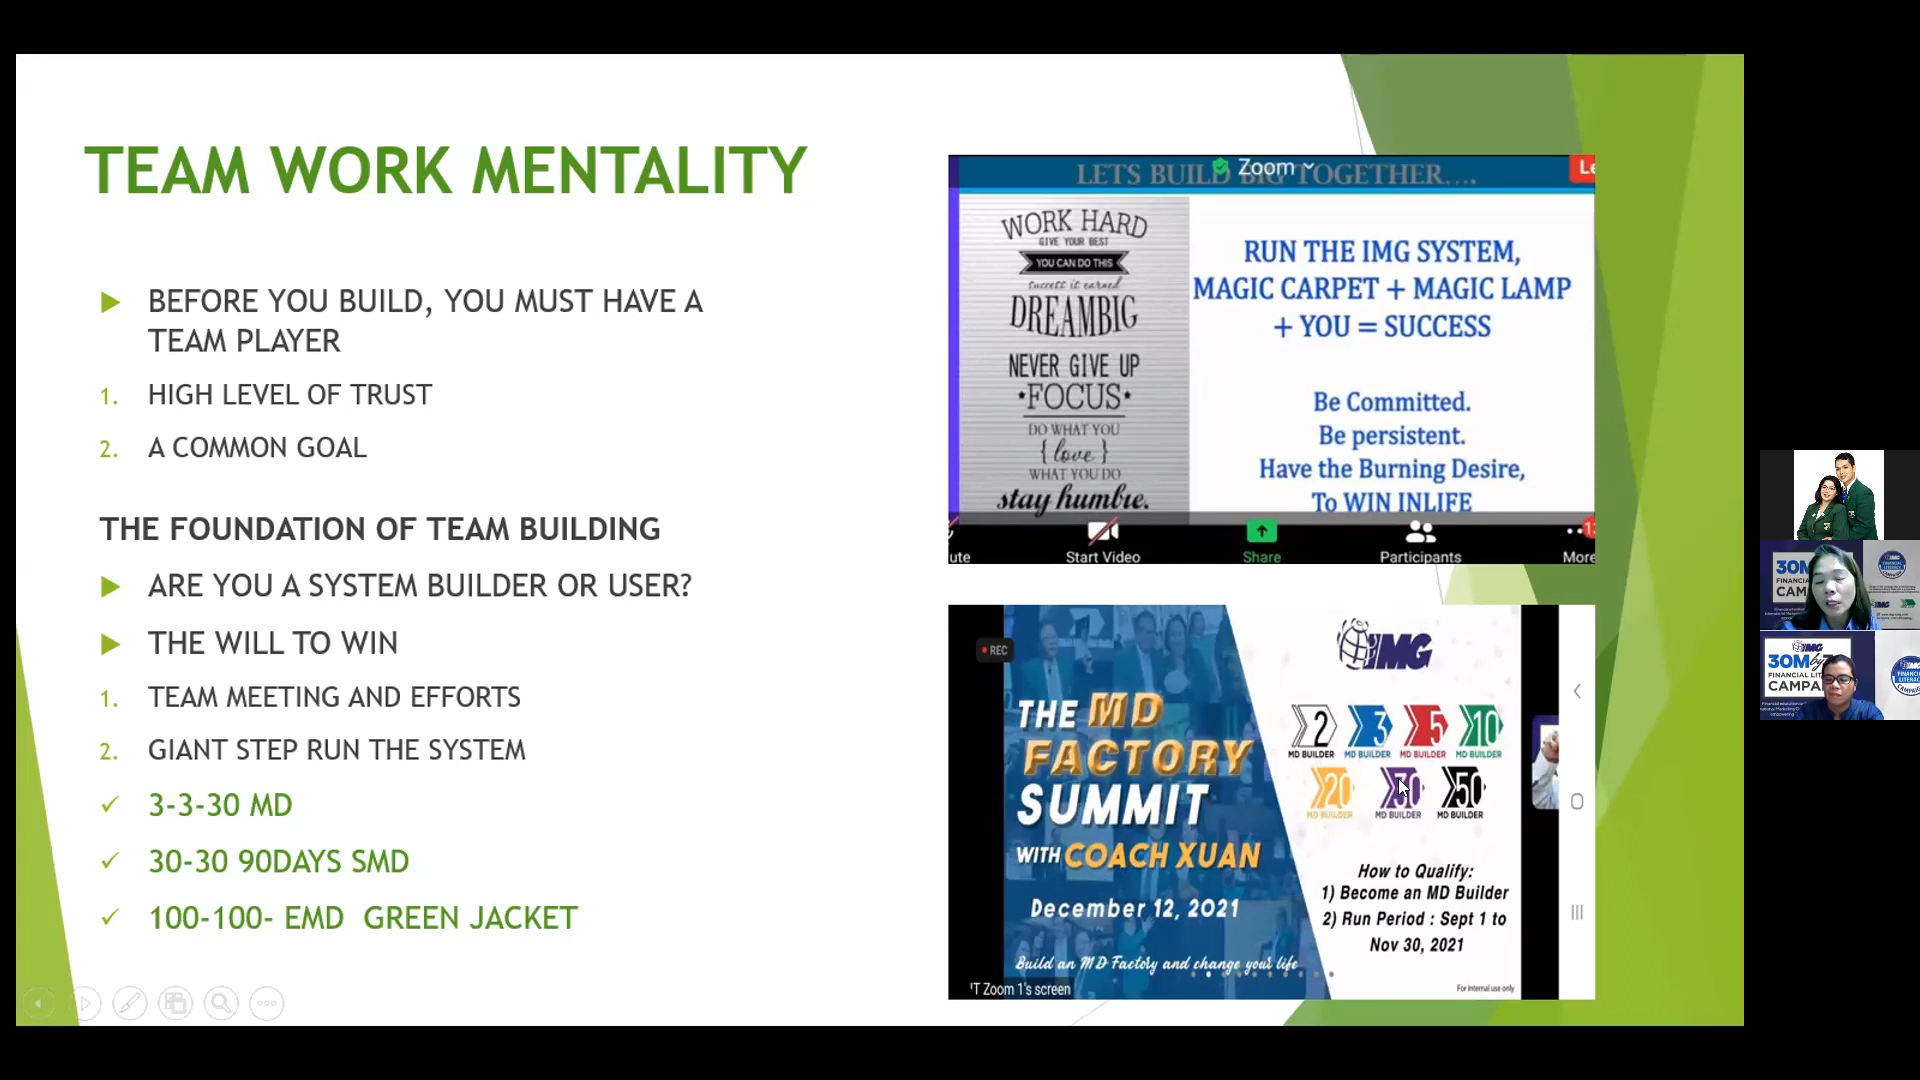 TEAM WORK MENTALITY
BEFORE YOU BUILD, YOU MUST HAVE A
TEAM PLAYER
1. HIGH LEVEL OF TRUST
2. A COMMON GOAL
THE FOUNDATION OF TEAM BUILDING
ARE YOU A SYSTEM BUILDER OR USER?
THE WILL TO WIN
1. TEAM MEETING AND EFFORTS
2. GIANT STEP RUN THE SYSTEM
3-3-30 MD
30-30 90DAYS SMD
100-100- EMD GREEN JACKET
LETS BUILD BIG TOGETHER....
Zoom
Le
WORK HARD
GIVE YOUR BEST
YOU CAN DO THIS
success is earned
DREAMBIG
NEVER GIVE UP
FOCUS
DO WHAT YOU
{love}
WHAT YOU DO
stay humble.
RUN THE IMG SYSTEM,
MAGIC CARPET + MAGIC LAMP
+ YOU = SUCCESS
Be Committed.
Be persistent.
Have the Burning Desire,
To WIN INLIFE
ute
Start Video
Share
Participants
More
REC
THE MD
FACTORY
SUMMIT
WITH COACH XUAN
December 12, 2021
Build an MD Factory and change your life
IMG
2 3 5 10
MD BUILDER MD BUILDER MD BUILDER MD BUILDER
20 30 50
MD BUILDER MD BUILDER MD BUILDER
How to Qualify:
1) Become an MD Builder
2) Run Period : Sept 1 to
Nov 30, 2021
For internal use only
T Zoom 1's screen
30M
FINANCIAL
CAM
IMG
30M by
FINANCIAL LIT
CAMPA